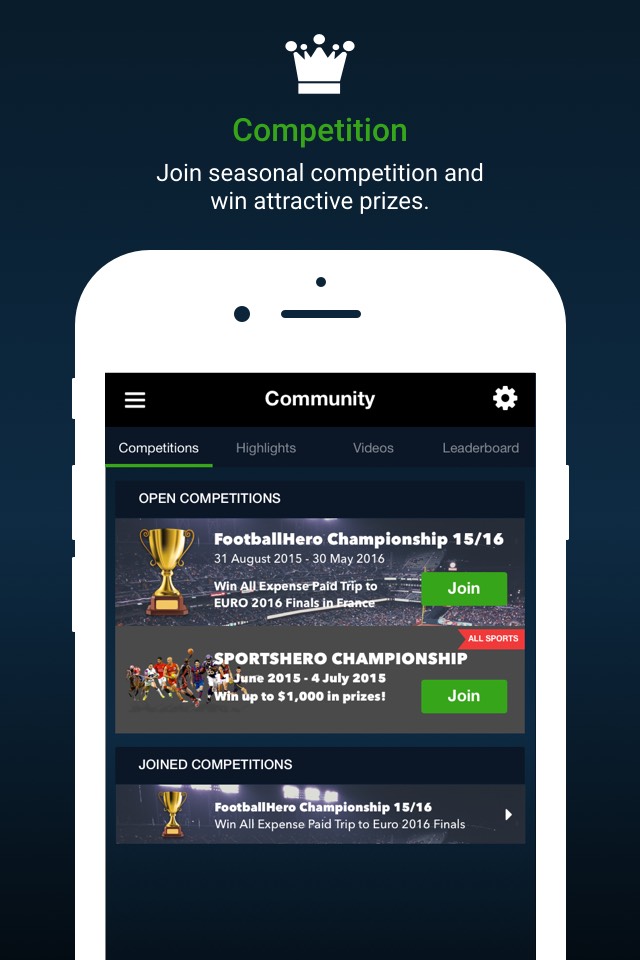 Competition
Join seasonal competition and
win attractive prizes.
Community
Competitions
Highlights
Videos
Leaderboard
OPEN COMPETITIONS
FootballHero Championship 15/16
31 August 2015 - 30 May 2016
Win All Expense Paid Trip to
EURO 2016 Finals in France
Join
ALL SPORTS
SPORTSHERO CHAMPIONSHIP
June 2015 - 4 July 2015
Win up to $1,000 in prizes!
Join
JOINED COMPETITIONS
FootballHero Championship 15/16
Win All Expense Paid Trip to Euro 2016 Finals